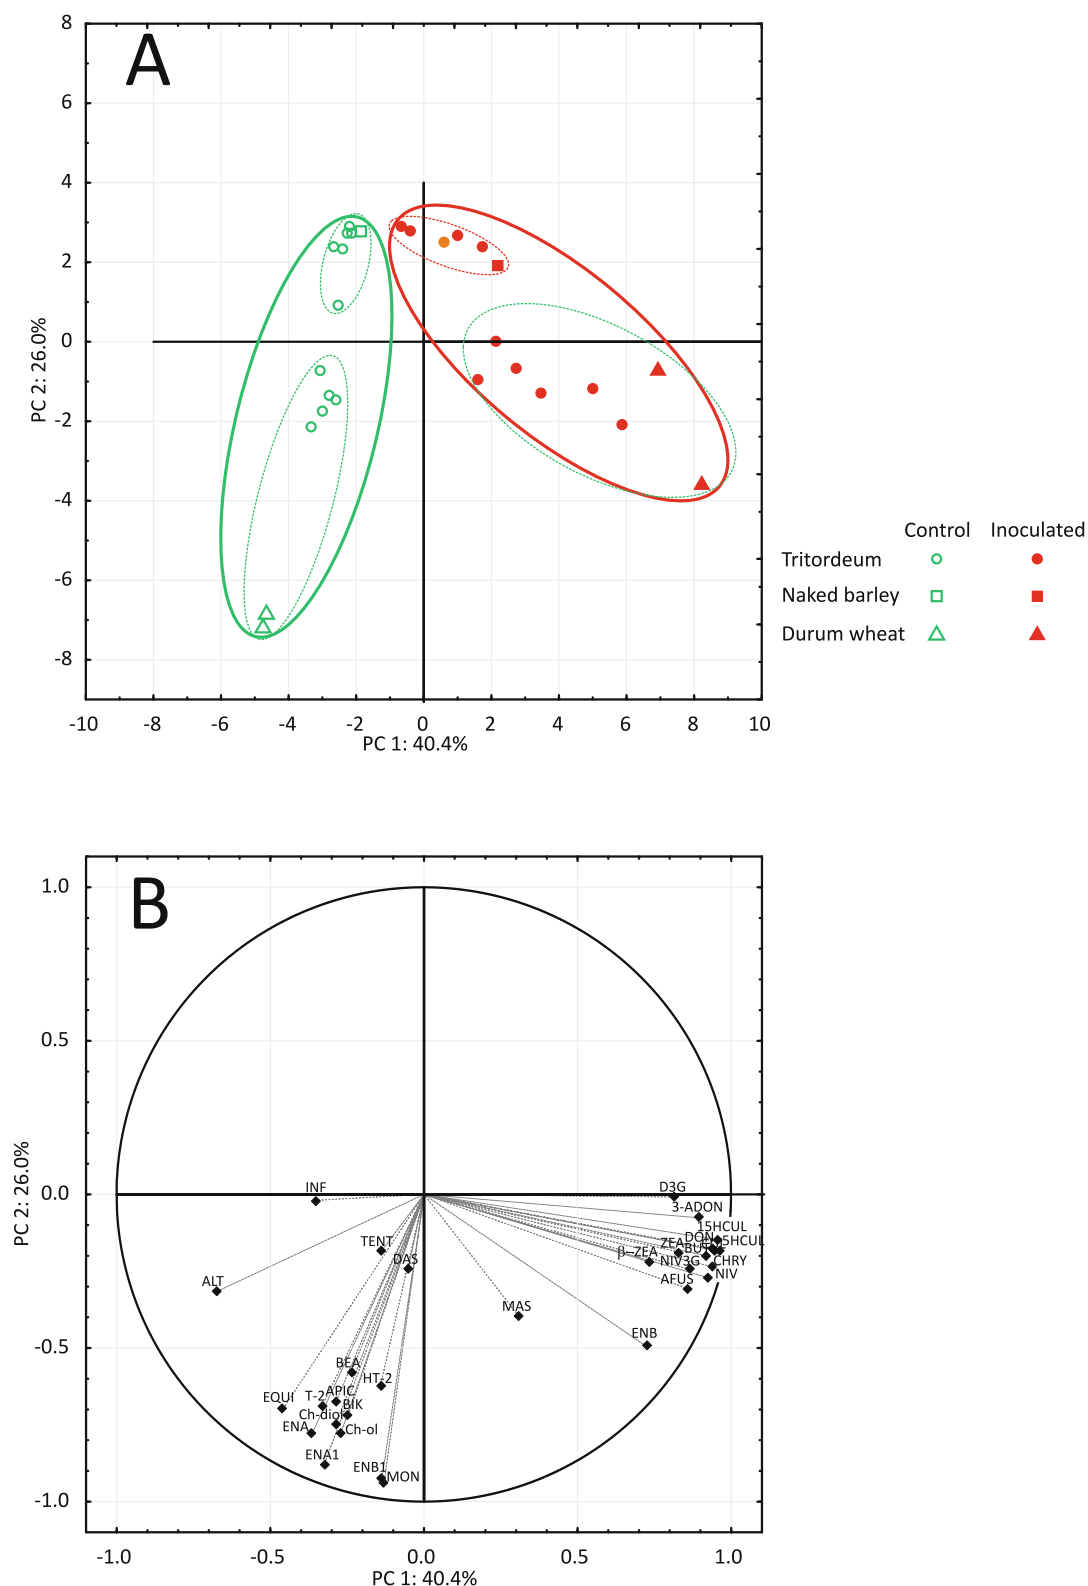 A
8
6
4
2
0
-2
-4
-6
-8
PC 2: 26.0%
-10 -8 -6 -4 -2 0 2 4 6 8 10
PC 1: 40.4%
Control Inoculated
Tritordeum
Naked barley
Durum wheat
B
1.0
0.5
0.0
-0.5
-1.0
PC 2: 26.0%
INF
D3G
3-ADON
15HCUL
TENT
DON
5HCUL
ZEA
BUT
DAS
β-ZEA
NIV3G
CHRY
ALT
AFUS
NIV
MAS
ENB
BEA
HT-2
EQUI
T-2
APIC
BIK
Ch-diol
ENA
Ch-ol
ENA1
ENB1
MON
-1.0 -0.5 0.0 0.5 1.0
PC 1: 40.4%